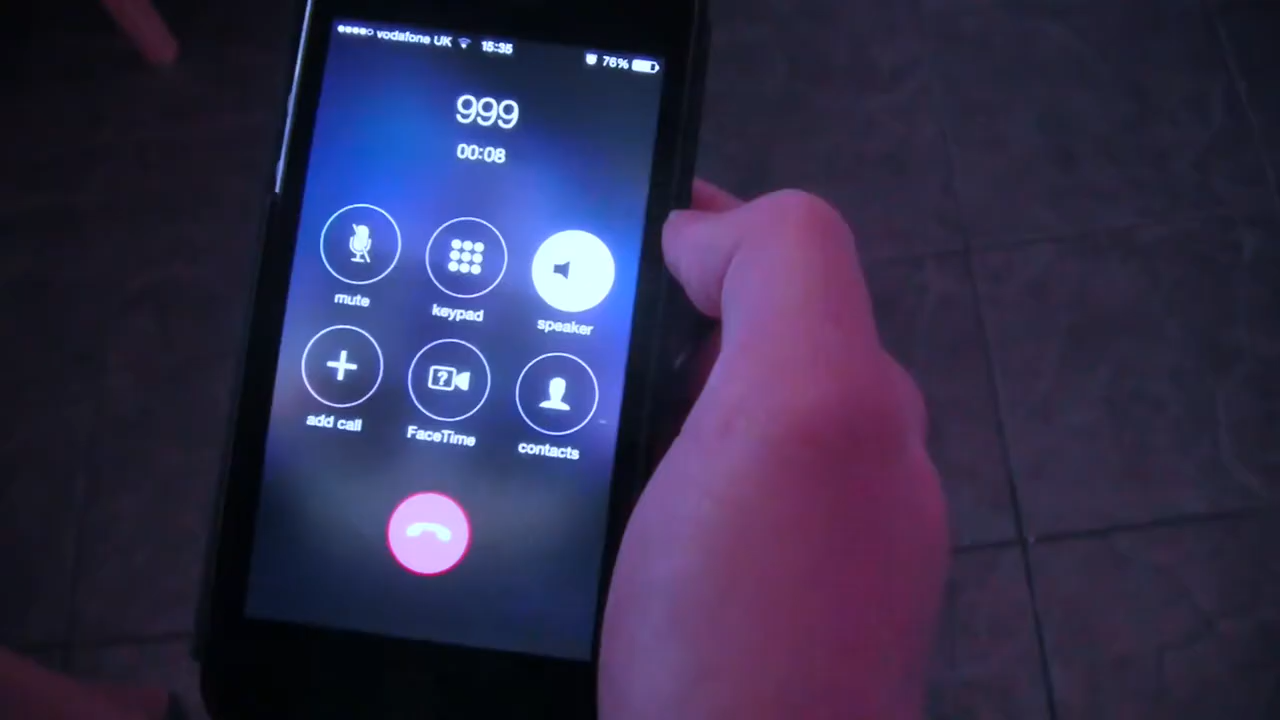 vodafone UK 15:35 76%
999
00:08
mute keypad speaker
?
add call FaceTime contacts